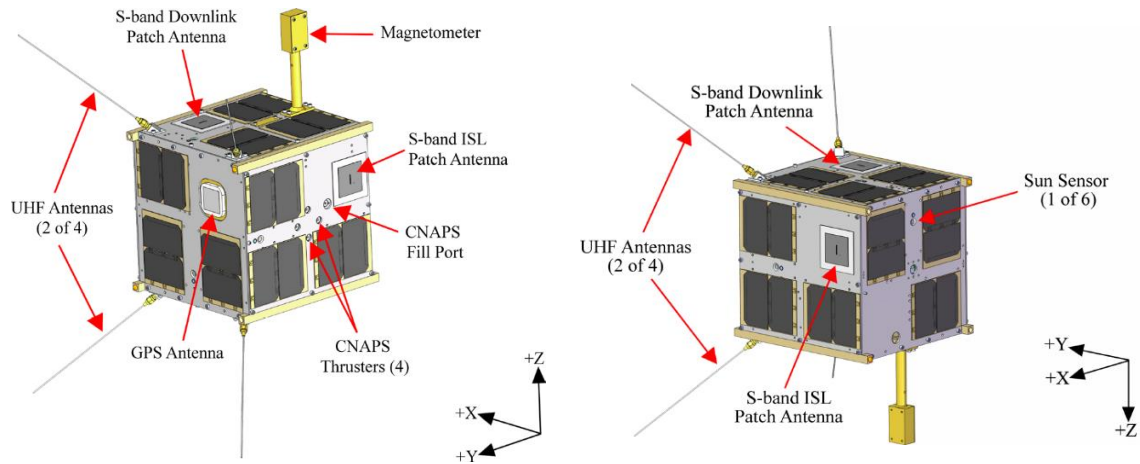 S-band Downlink
Patch Antenna
Magnetometer
S-band ISL
Patch Antenna
UHF Antennas
(2 of 4)
CNAPS
Fill Port
GPS Antenna
CNAPS
Thrusters (4)
+Z
+X
+Y
S-band Downlink
Patch Antenna
Sun Sensor
(1 of 6)
UHF Antennas
(2 of 4)
S-band ISL
Patch Antenna
+Y
+X
+Z